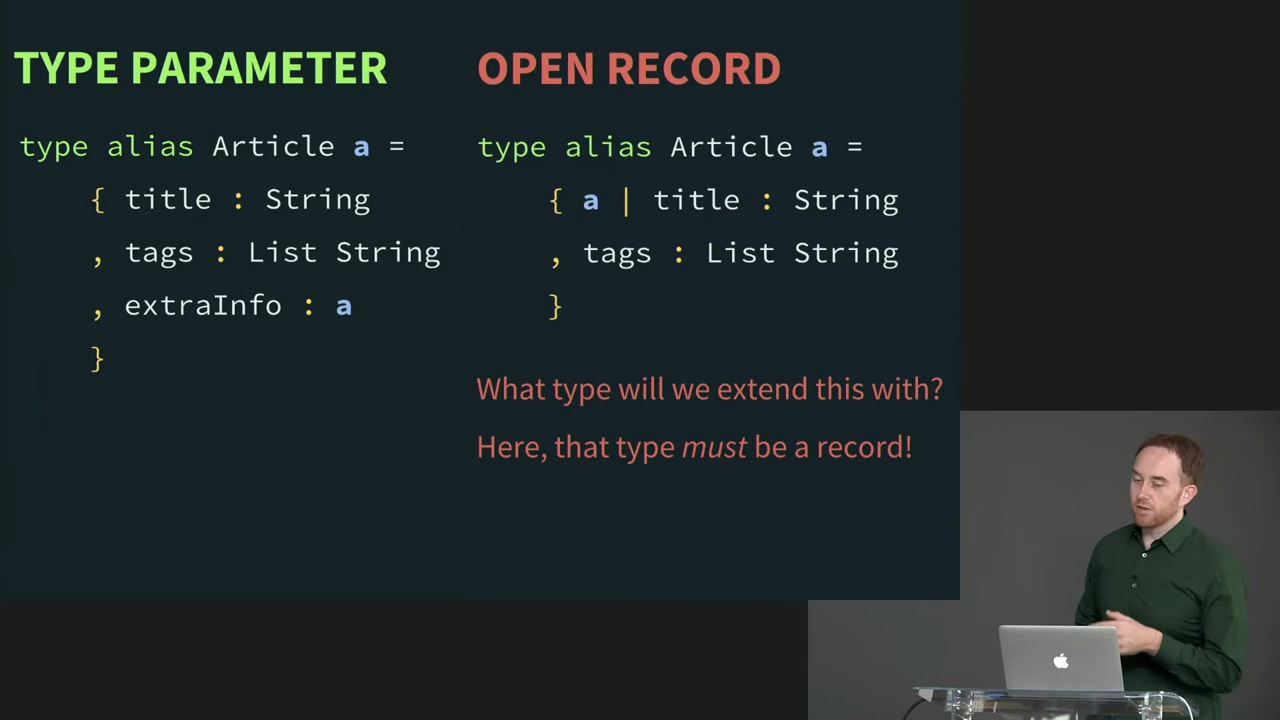 TYPE PARAMETER
type alias Article a =
{ title : String
, tags : List String
, extraInfo : a
}
OPEN RECORD
type alias Article a =
{ a | title : String
, tags : List String
}
What type will we extend this with?
Here, that type must be a record!